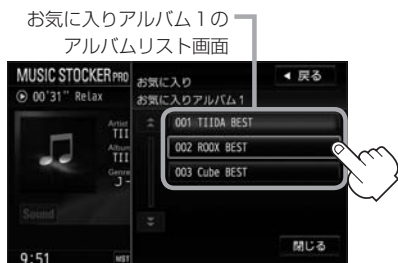 お気に入りアルバム1の
アルバムリスト画面
MUSIC STOCKER PRO
00'31" Relax
お気に入り
お気に入りアルバム1
◀ 戻る
Artist
TII
Album
TII
Genre
J-
Sound
001 TIIDA BEST
002 ROOX BEST
003 Cube BEST
閉じる
9:51
MST